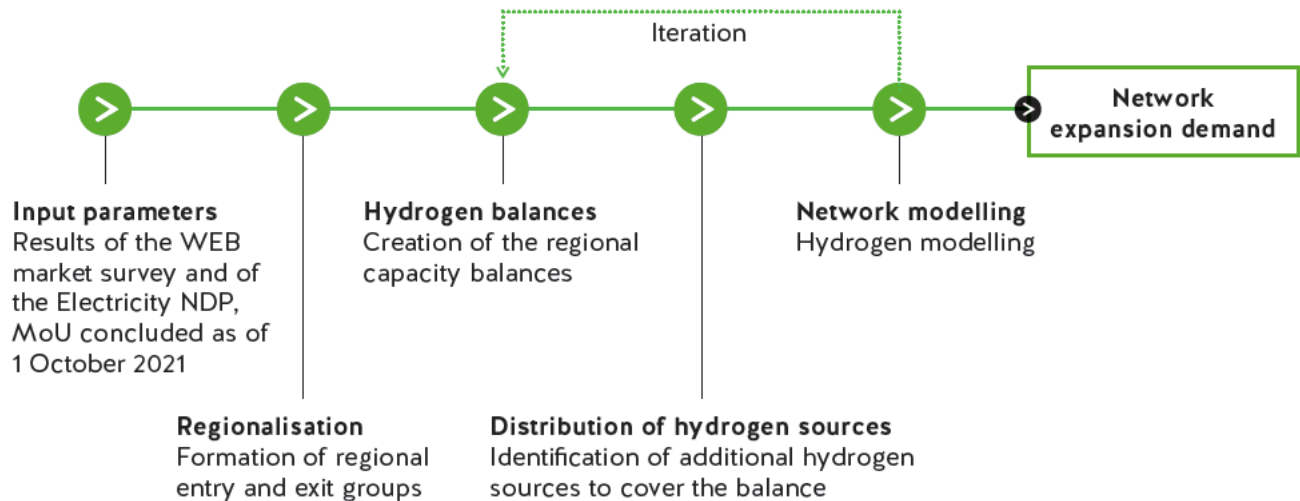 Iteration
Network
expansion demand
Input parameters
Results of the WEB
market survey and of
the Electricity NDP,
MoU concluded as of
1 October 2021
Regionalisation
Formation of regional
entry and exit groups
Hydrogen balances
Creation of the regional
capacity balances
Distribution of hydrogen sources
Identification of additional hydrogen
sources to cover the balance
Network modelling
Hydrogen modelling